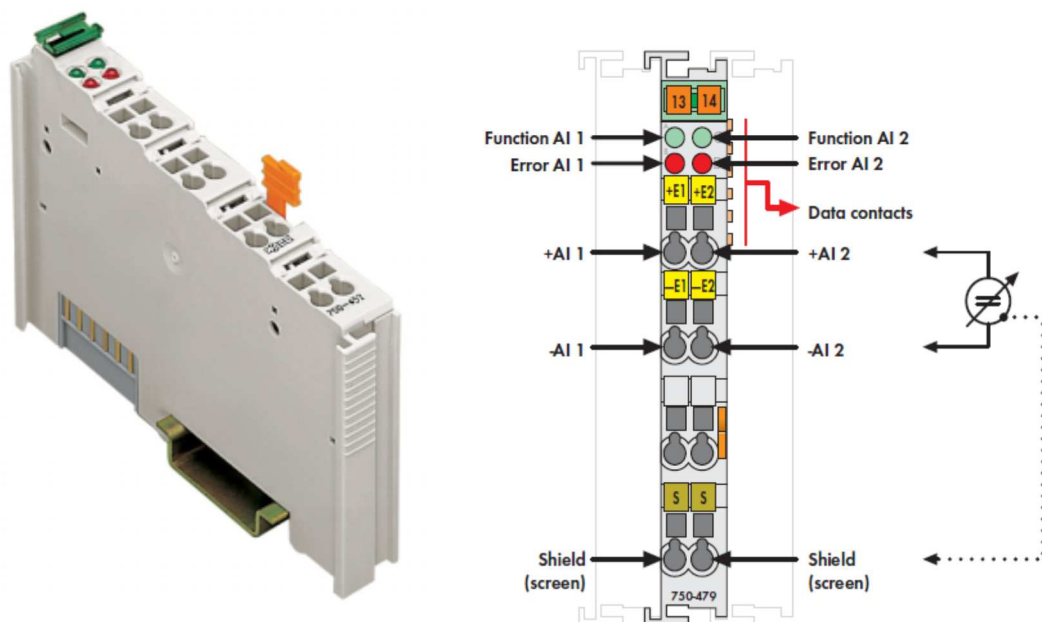 750-452
13 14
Function AI 1
Function AI 2
Error AI 1
Error AI 2
+E1 +E2
Data contacts
+AI 1
+AI 2
—E1 —E2
-AI 1
-AI 2
S S
Shield
(screen)
Shield
(screen)
750-479